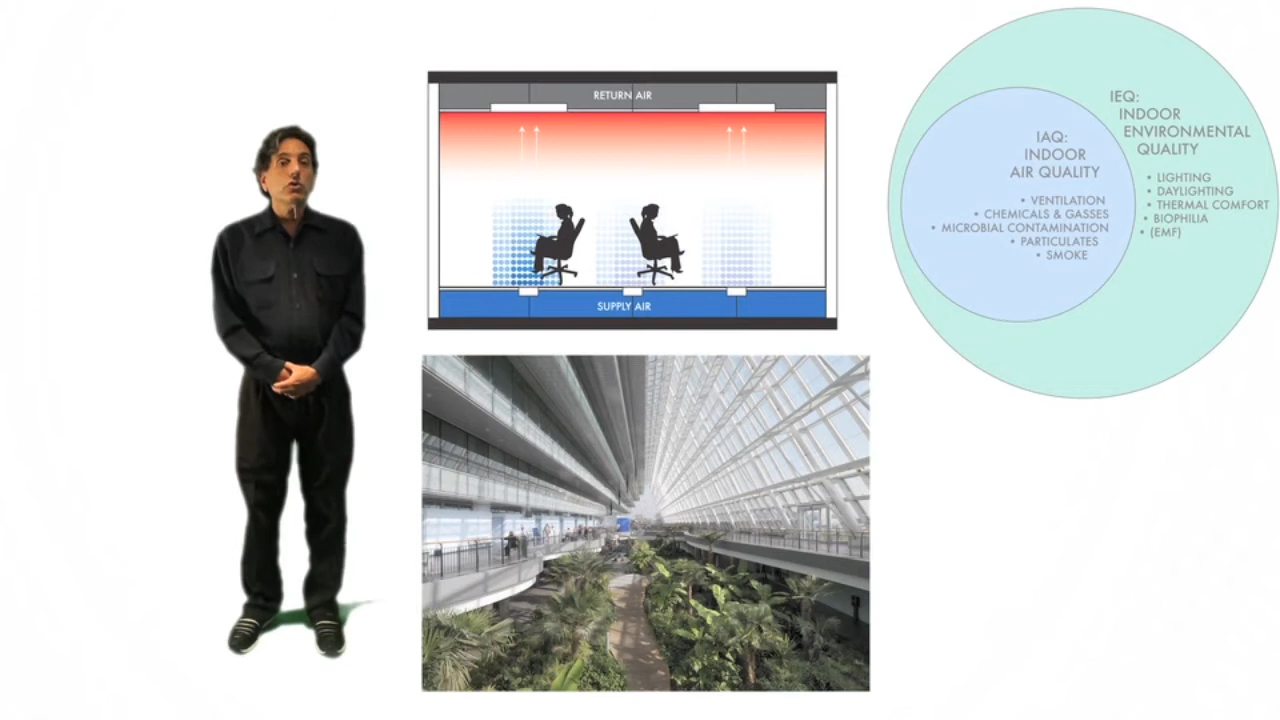 RETURN AIR
SUPPLY AIR
IAQ:
INDOOR
AIR QUALITY
• VENTILATION
• CHEMICALS & GASSES
• MICROBIAL CONTAMINATION
• PARTICULATES
• SMOKE
IEQ:
INDOOR
ENVIRONMENTAL
QUALITY
• LIGHTING
• DAYLIGHTING
• THERMAL COMFORT
• BIOPHILIA
• (EMF)